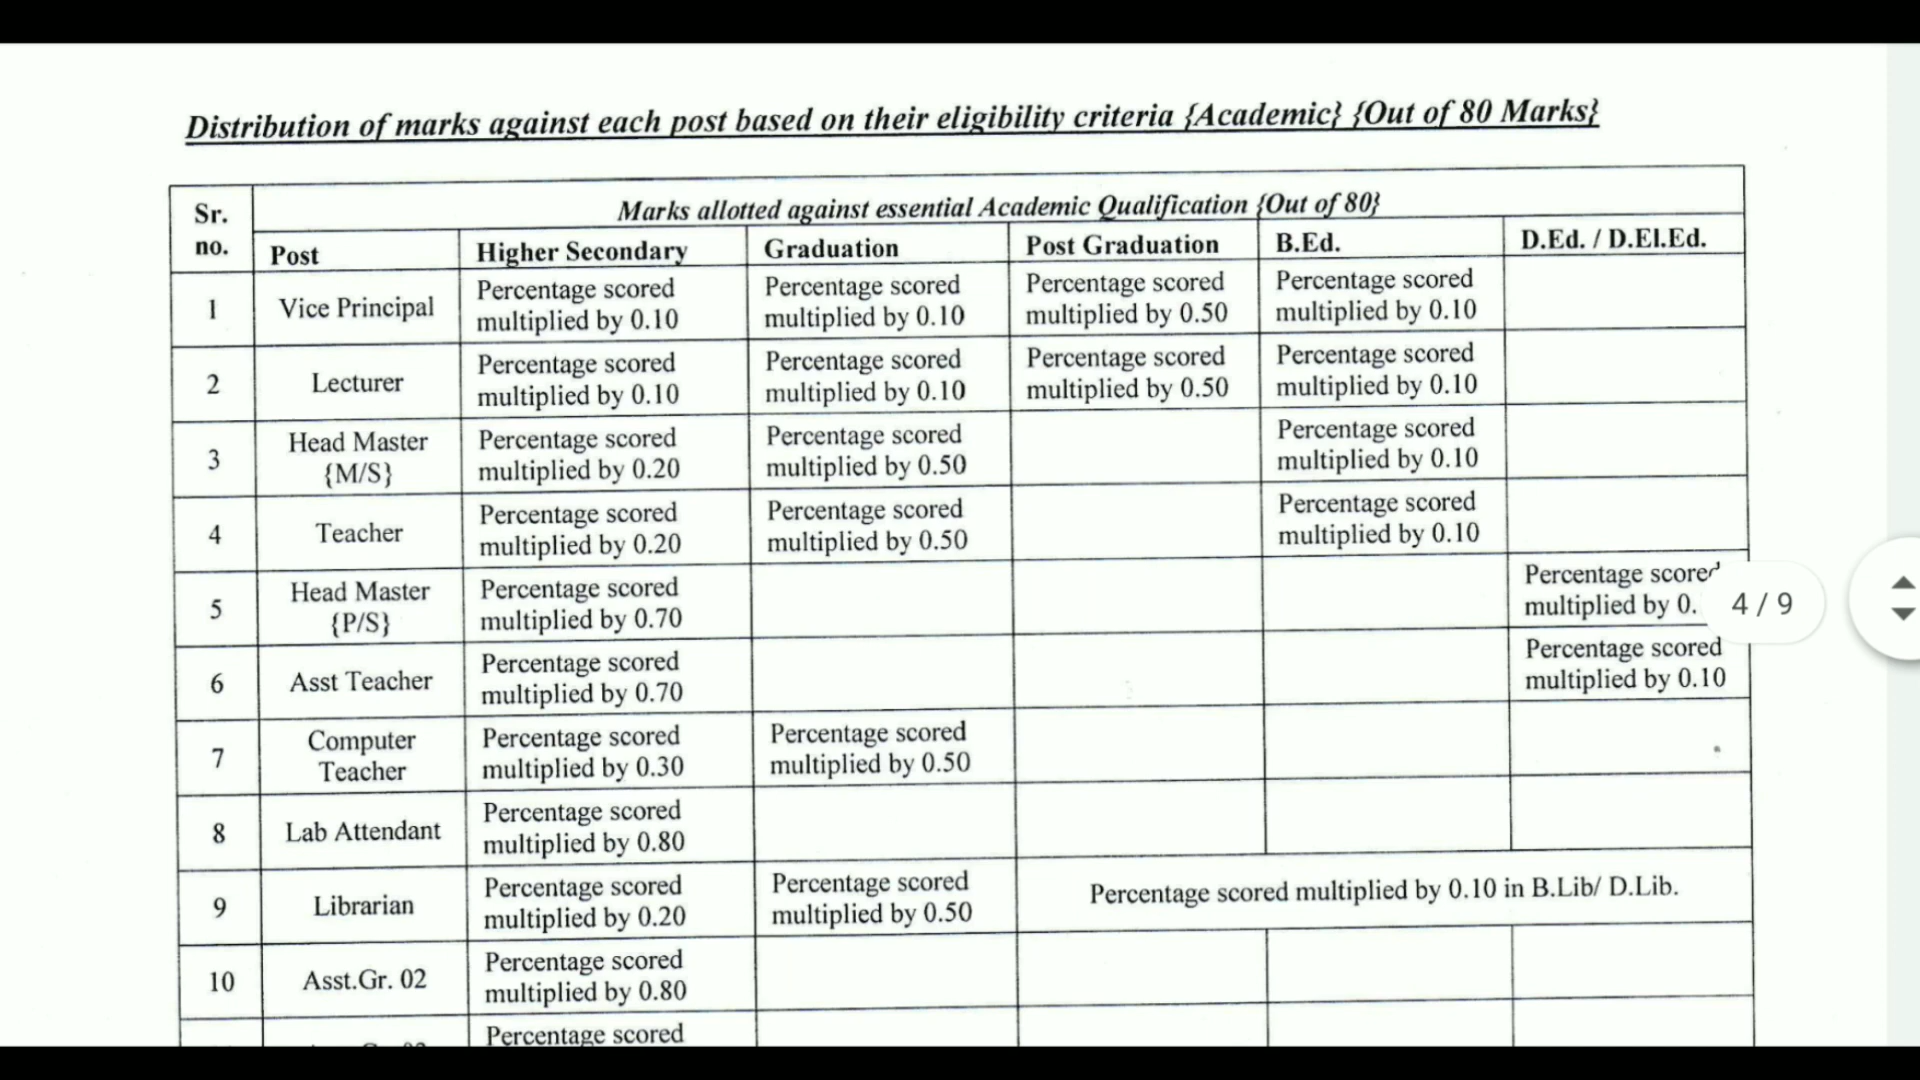 Distribution of marks against each post based on their eligibility criteria {Academic} {Out of 80 Marks}
Sr. no.
Marks allotted against essential Academic Qualification {Out of 80}
Post
Higher Secondary
Graduation
Post Graduation
B.Ed.
D.Ed. / D.El.Ed.
1
Vice Principal
Percentage scored
multiplied by 0.10
Percentage scored
multiplied by 0.10
Percentage scored
multiplied by 0.50
Percentage scored
multiplied by 0.10
2
Lecturer
Percentage scored
multiplied by 0.10
Percentage scored
multiplied by 0.10
Percentage scored
multiplied by 0.50
Percentage scored
multiplied by 0.10
3
Head Master
{M/S}
Percentage scored
multiplied by 0.20
Percentage scored
multiplied by 0.50
Percentage scored
multiplied by 0.10
4
Teacher
Percentage scored
multiplied by 0.20
Percentage scored
multiplied by 0.50
Percentage scored
multiplied by 0.10
5
Head Master
{P/S}
Percentage scored
multiplied by 0.70
Percentage scored
multiplied by 0.
4 / 9
6
Asst Teacher
Percentage scored
multiplied by 0.70
Percentage scored
multiplied by 0.10
7
Computer
Teacher
Percentage scored
multiplied by 0.30
Percentage scored
multiplied by 0.50
8
Lab Attendant
Percentage scored
multiplied by 0.80
9
Librarian
Percentage scored
multiplied by 0.20
Percentage scored
multiplied by 0.50
Percentage scored multiplied by 0.10 in B.Lib/ D.Lib.
10
Asst.Gr. 02
Percentage scored
multiplied by 0.80
Percentage scored